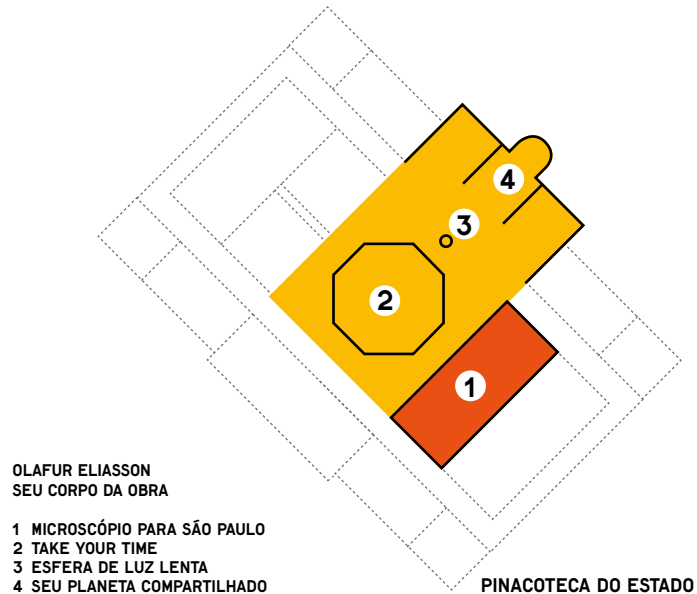 4
3
2
1
OLAFUR ELIASSON
SEU CORPO DA OBRA
1 MICROSCÓPIO PARA SÃO PAULO
2 TAKE YOUR TIME
3 ESFERA DE LUZ LENTA
4 SEU PLANETA COMPARTILHADO
PINACOTECA DO ESTADO